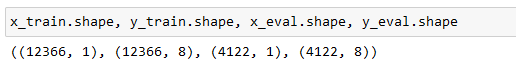 x_train.shape, y_train.shape, x_eval.shape, y_eval.shape
((12366, 1), (12366, 8), (4122, 1), (4122, 8))